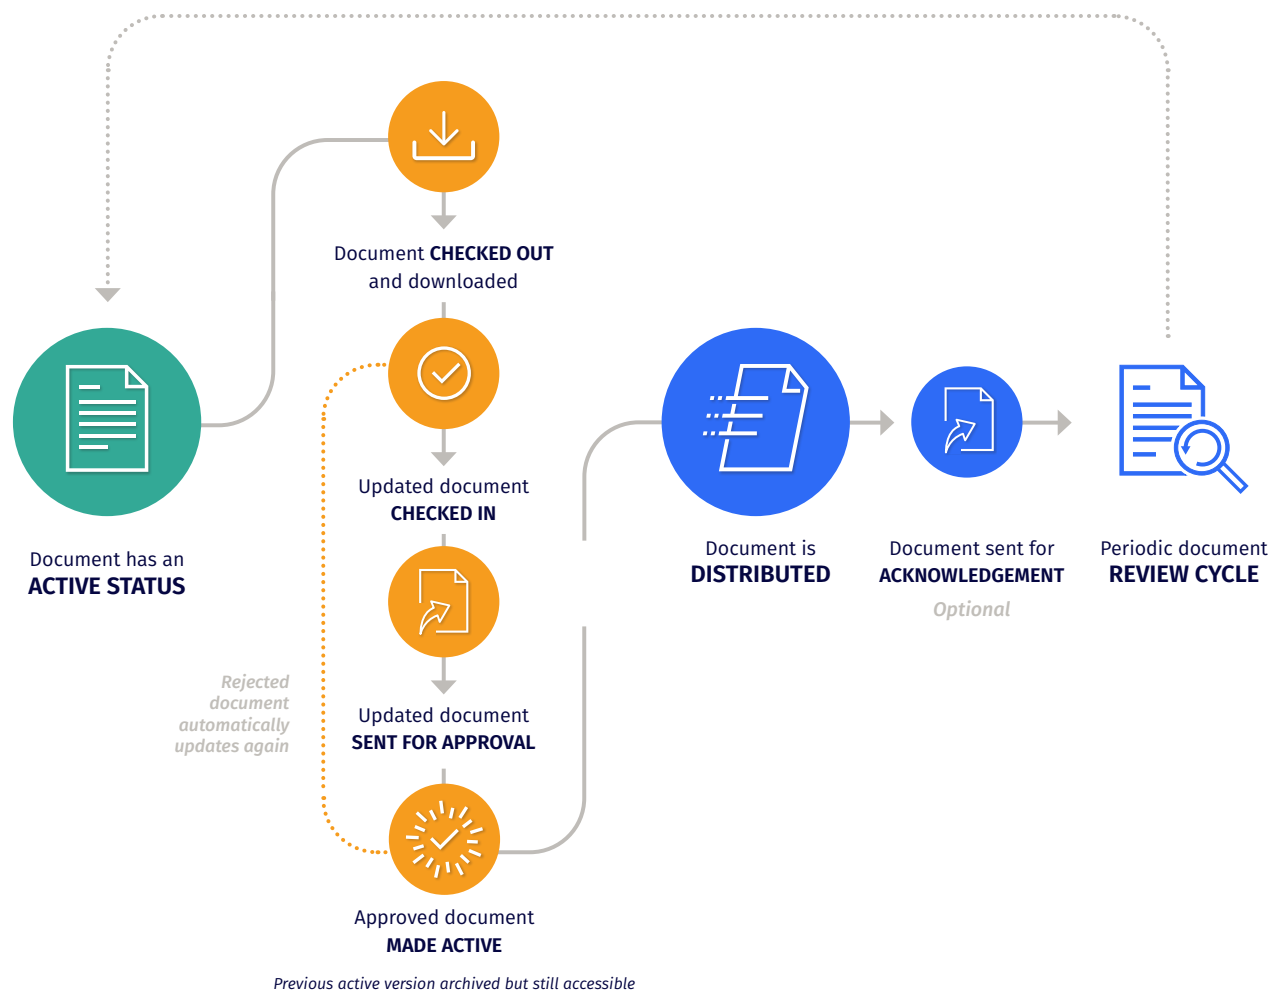 Document CHECKED OUT
and downloaded
Document has an
ACTIVE STATUS
Updated document
CHECKED IN
Rejected
document
automatically
updates again
Updated document
SENT FOR APPROVAL
Approved document
MADE ACTIVE
Previous active version archived but still accessible
Document is
DISTRIBUTED
Document sent for
ACKNOWLEDGEMENT
Optional
Periodic document
REVIEW CYCLE